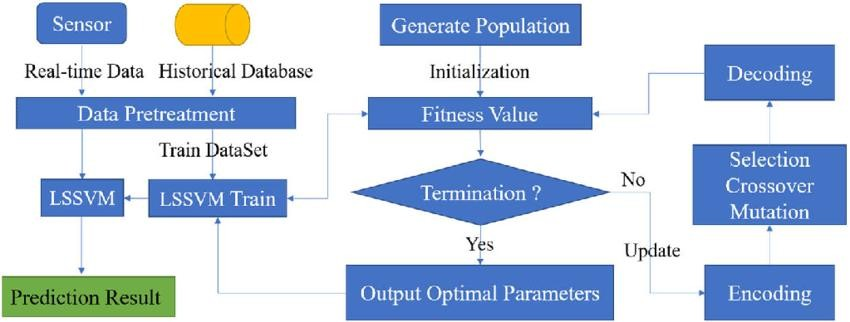 Sensor
Real-time Data
Historical Database
Data Pretreatment
Train DataSet
LSSVM
LSSVM Train
Prediction Result
Generate Population
Initialization
Fitness Value
Termination ?
Yes
No
Update
Output Optimal Parameters
Decoding
Selection
Crossover
Mutation
Encoding